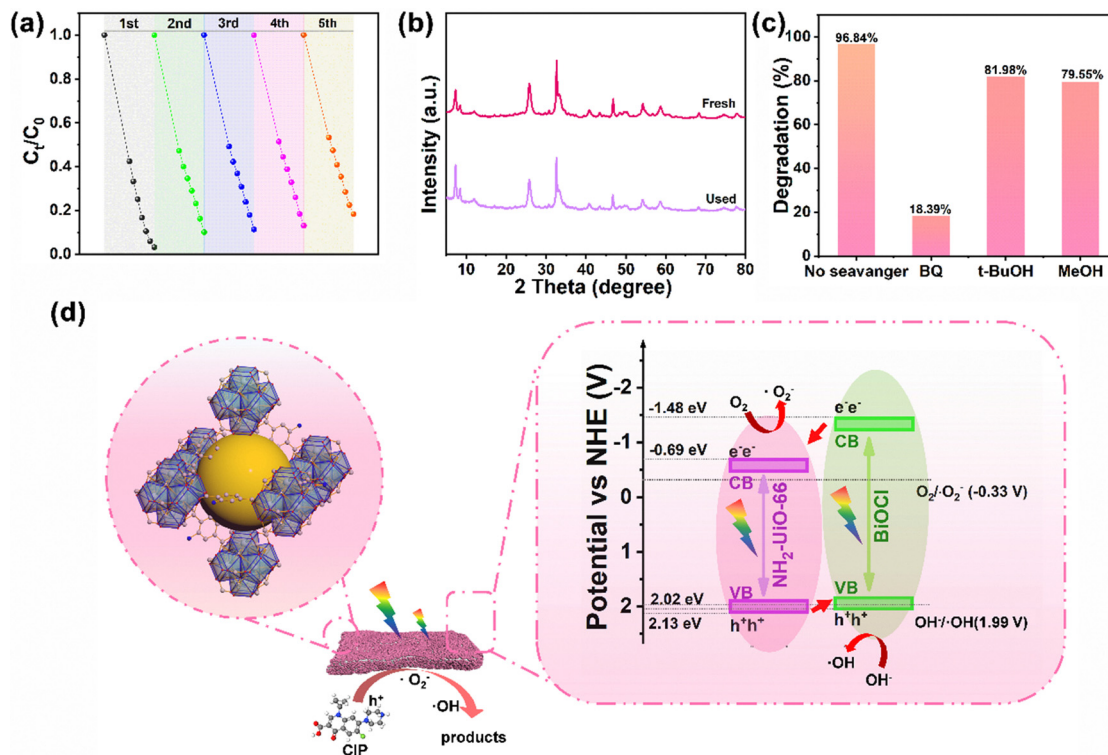 (a)
1st 2nd 3rd 4th 5th
1.0
0.8
0.6
0.4
0.2
0.0
Ct/C0
(b)
Intensity (a.u.)
Fresh
Used
10 20 30 40 50 60 70 80
2 Theta (degree)
(c)
Degradation (%)
100
80
60
40
20
0
96.84%
18.39%
81.98%
79.55%
No seavanger BQ t-BuOH MeOH
(d)
CIP
h⁺
· O₂⁻
·OH
products
Potential vs NHE (V)
-2
-1
0
1
2
-1.48 eV
-0.69 eV
2.02 eV
2.13 eV
O₂ · O₂⁻
e⁻e⁻
CB
NH₂-UiO-66
VB
h⁺h⁺
e⁻e⁻
CB
BiOCl
VB
h⁺h⁺
·OH OH⁻
O₂/·O₂⁻ (-0.33 V)
OH⁻/·OH(1.99 V)